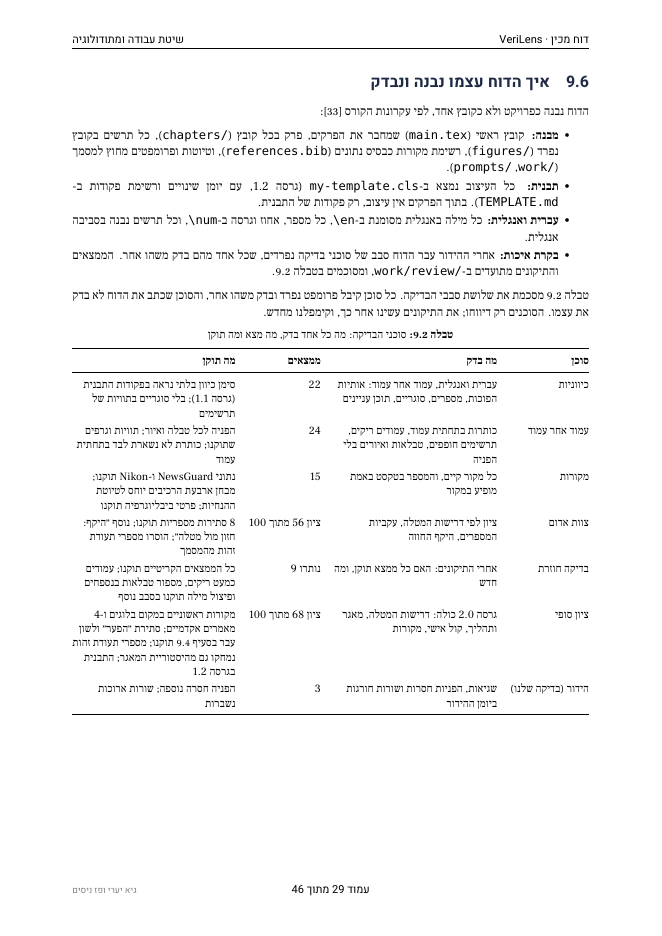 דוח מכין · VeriLens
שיטת עבודה ומתודולוגיה
9.6 איך הדוח עצמו נבנה ונבדק
הדוח נבנה כפרויקט ולא כקובץ אחד, לפי עקרונות הקורס [33]:
• מבנה: קובץ ראשי (main.tex) שמחבר את הפרקים, פרק בכל קובץ (chapters/), כל תרשים בקובץ
נפרד (figures/), רשימת מקורות כבסיס נתונים (references.bib), וטיוטות ופרומפטים מחוץ למסמך
(work/, prompts/).
• תבנית: כל העיצוב נמצא ב-my-template.cls (גרסה 1.2, עם יומן שינויים ורשימת פקודות ב-
TEMPLATE.md). בתוך הפרקים אין עיצוב, רק פקודות של התבנית.
• עברית ואנגלית: כל מילה באנגלית מסומנת ב-\en, כל מספר, אחוז וגרסה ב-\num, וכל תרשים נבנה בסביבה
אנגלית.
• בקרת איכות: אחרי ההידור עבר הדוח סבב של סוכני בדיקה נפרדים, שכל אחד מהם בדק משהו אחר. הממצאים
והתיקונים מתועדים ב-work/review/, ומסוכמים בטבלה 9.2.
טבלה 9.2 מסכמת את שלושת סבבי הבדיקה. כל סוכן קיבל פרומפט נפרד ובדק משהו אחר, והסוכן שכתב את הדוח לא בדק
את עצמו. הסוכנים רק דיווחו; את התיקונים עשינו אחר כך, וקימפלנו מחדש.
טבלה 9.2: סוכני הבדיקה: מה כל אחד בדק, מה מצא ומה תוקן
סוכן מה בדק ממצאים מה תוקן
כיווניות עברית ואנגלית, עמוד אחר עמוד: אותיות 22 סימן כיוון בלתי נראה בפקודות התבנית
הפוכות, מספרים, סוגריים, תוכן עניינים (גרסה 1.1); בלי סוגריים בתוויות של
תרשימים
עמוד אחר עמוד כותרות בתחתית עמוד, עמודים ריקים, 24 הפניה לכל טבלה ואיור; תוויות וגרפים
תרשימים חופפים, טבלאות ואיורים בלי שתוקנו; כותרת לא נשארת לבד בתחתית
הפניה עמוד
מקורות כל מקור קיים, והמספר בטקסט באמת 15 נתוני NewsGuard ו-Nikon תוקנו;
מופיע במקור מבחן ארבעת הרכיבים יוחס לטיוטת
ההנחיות; פרטי ביבליוגרפיה תוקנו
צוות אדום ציון לפי דרישות המטלה, עקביות ציון 56 מתוך 100 8 סתירות מספריות תוקנו; נוסף "היקף:
המספרים, היקף החוזה חזון מול מטלה"; הוסרו מספרי תעודת
זהות מהמסמך
בדיקה חוזרת אחרי התיקונים: האם כל ממצא תוקן, ומה נותרו 9 כל הממצאים הקריטיים תוקנו; עמודים
חדש כמעט ריקים, מספור טבלאות בנספחים
ופיצול מילה תוקנו בסבב נוסף
ציון סופי גרסה 2.0 כולה: דרישות המטלה, מאגר ציון 68 מתוך 100 מקורות ראשוניים במקום בלוגים ו-4
ותהליך, קול אישי, מקורות מאמרים אקדמיים; סתירת "הפער" ולשון
עבר בסעיף 9.4 תוקנו; מספרי תעודת זהות
נמחקו גם מהיסטוריית המאגר; התבנית
בגרסה 1.2
הידור (בדיקה שלנו) שגיאות, הפניות חסרות ושורות חורגות 3 הפניה חסרה נוספה; שורות ארוכות
ביומן ההידור נשברות
עמוד 29 מתוך 46
גיא יערי ופז ניסים